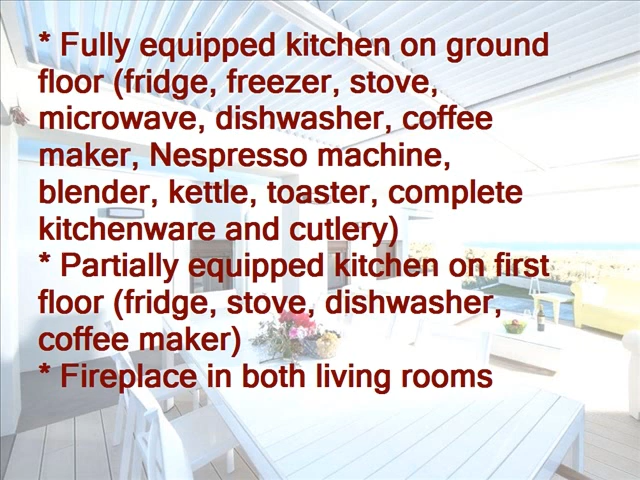 * Fully equipped kitchen on ground
floor (fridge, freezer, stove,
microwave, dishwasher, coffee
maker, Nespresso machine,
blender, kettle, toaster, complete
kitchenware and cutlery)
* Partially equipped kitchen on first
floor (fridge, stove, dishwasher,
coffee maker)
* Fireplace in both living rooms